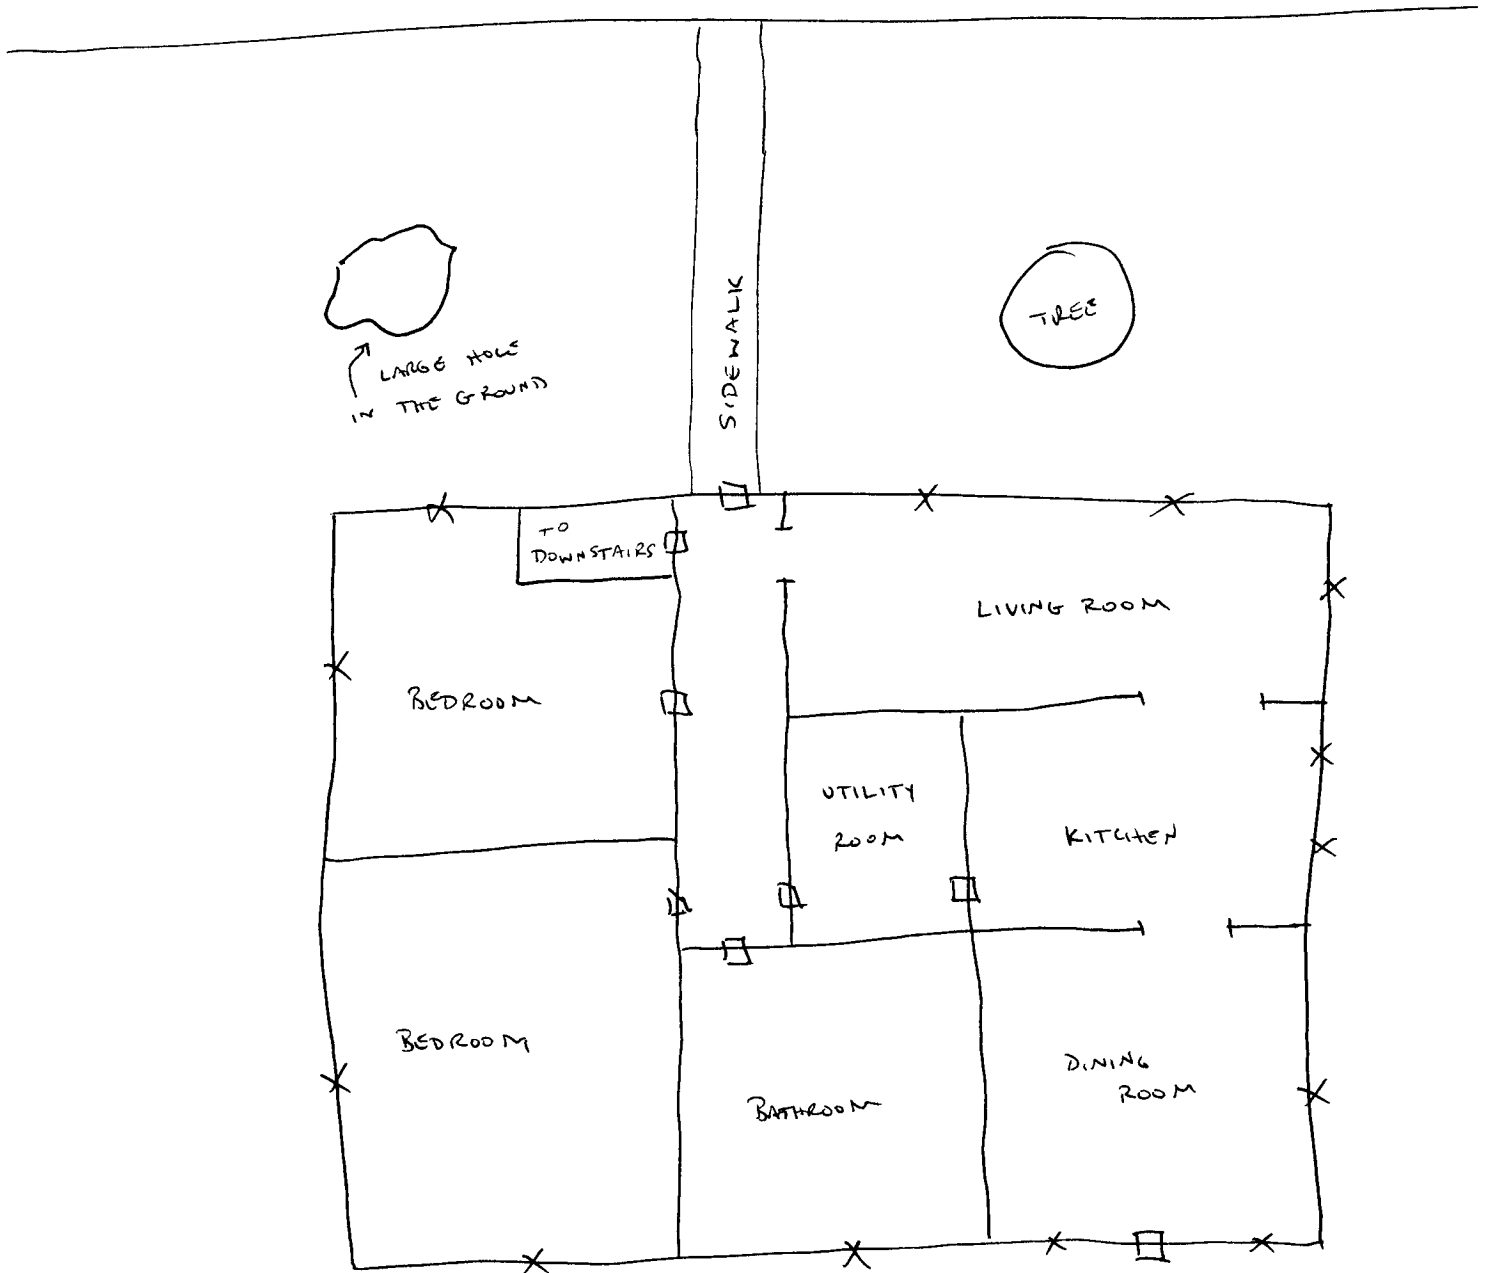 SIDEWALK
TREE
LARGE HOLE
IN THE GROUND
TO
DOWNSTAIRS
LIVING ROOM
BEDROOM
UTILITY
ROOM
KITCHEN
BEDROOM
DINING
ROOM
BATHROOM